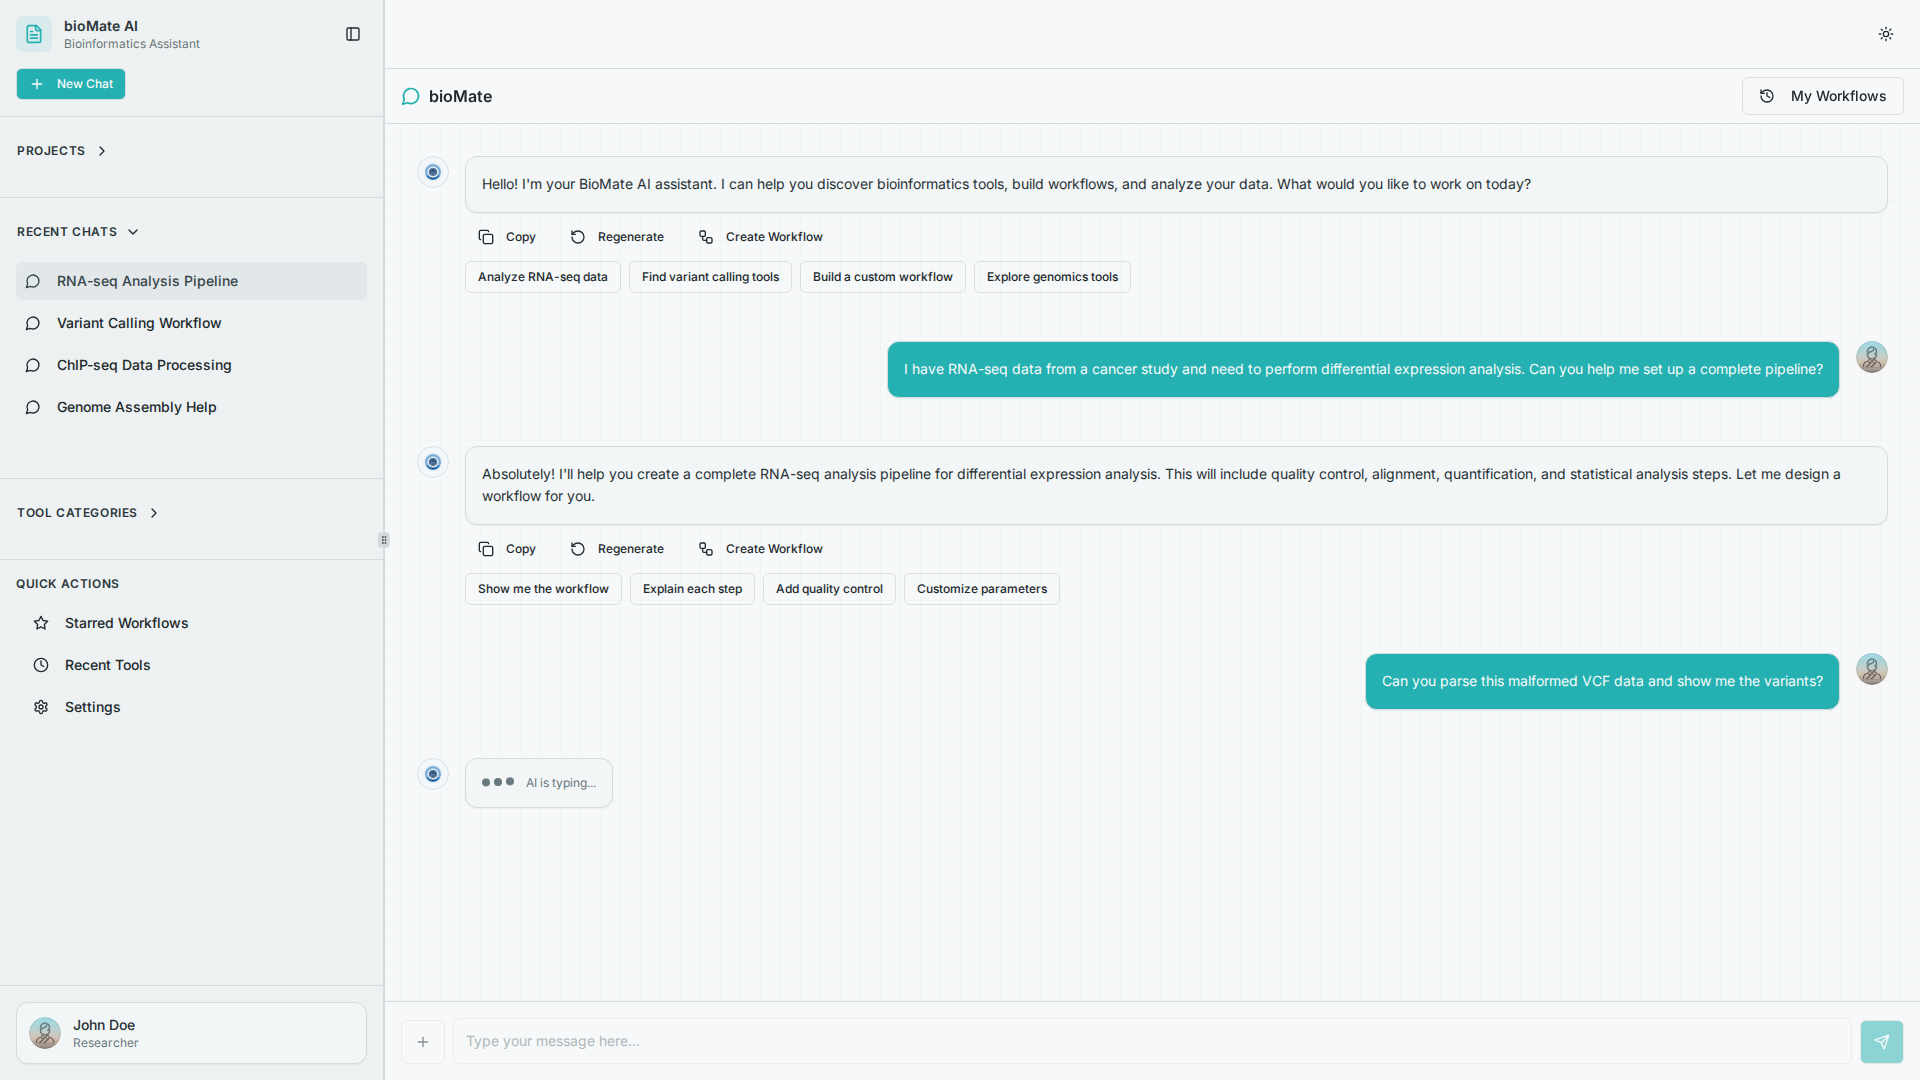 bioMate AI
Bioinformatics Assistant
New Chat
PROJECTS
RECENT CHATS
RNA-seq Analysis Pipeline
Variant Calling Workflow
ChIP-seq Data Processing
Genome Assembly Help
TOOL CATEGORIES
QUICK ACTIONS
Starred Workflows
Recent Tools
Settings
John Doe
Researcher
bioMate
My Workflows
Hello! I'm your BioMate AI assistant. I can help you discover bioinformatics tools, build workflows, and analyze your data. What would you like to work on today?
Copy Regenerate Create Workflow
Analyze RNA-seq data Find variant calling tools Build a custom workflow Explore genomics tools
I have RNA-seq data from a cancer study and need to perform differential expression analysis. Can you help me set up a complete pipeline?
Absolutely! I'll help you create a complete RNA-seq analysis pipeline for differential expression analysis. This will include quality control, alignment, quantification, and statistical analysis steps. Let me design a
workflow for you.
Copy Regenerate Create Workflow
Show me the workflow Explain each step Add quality control Customize parameters
Can you parse this malformed VCF data and show me the variants?
AI is typing...
Type your message here...